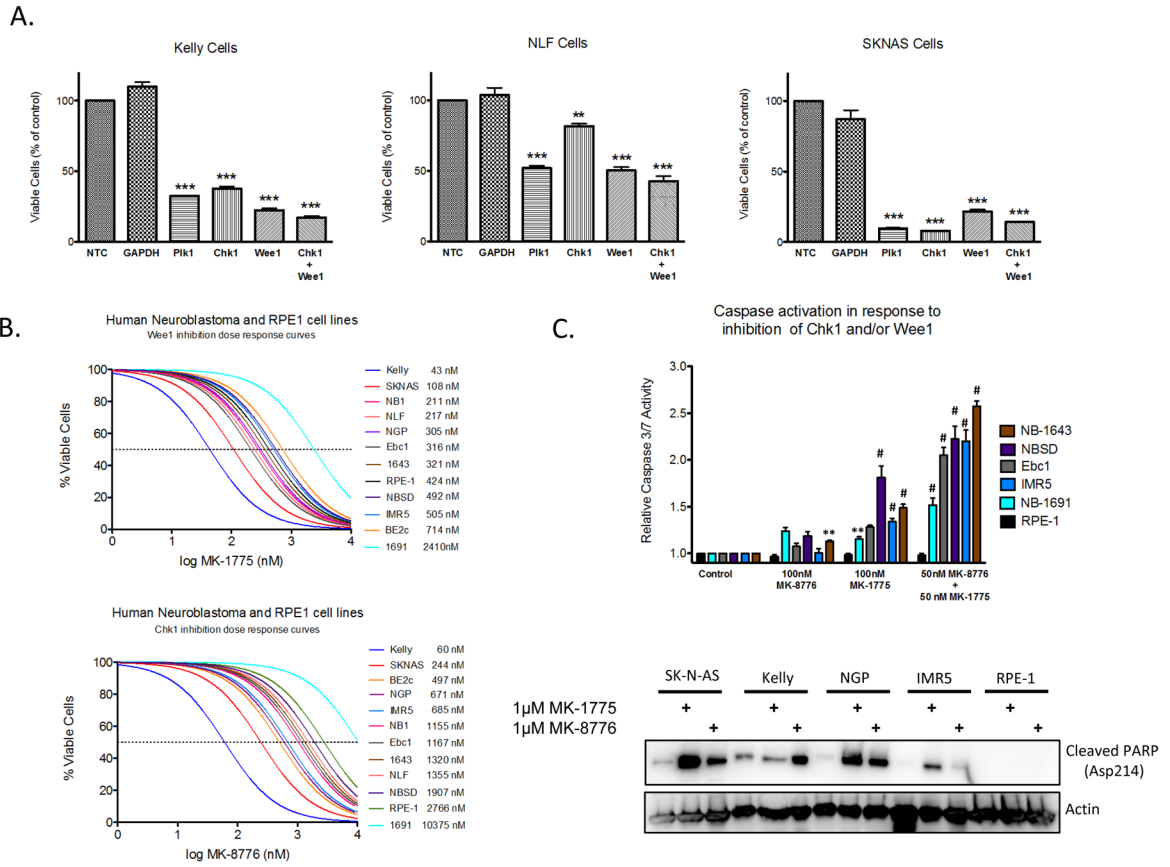 A.
Kelly Cells
Viable Cells (% of control)
100
50
0
***
***
***
***
NTC GAPDH Plk1 Chk1 Wee1 Chk1
+
Wee1
NLF Cells
Viable Cells (% of control)
100
50
0
***
**
***
***
NTC GAPDH Plk1 Chk1 Wee1 Chk1
+
Wee1
SKNAS Cells
Viable Cells (% of control)
100
50
0
***
***
***
***
NTC GAPDH Plk1 Chk1 Wee1 Chk1
+
Wee1
B.
Human Neuroblastoma and RPE1 cell lines
Wee1 inhibition dose response curves
% Viable Cells
100
80
60
40
20
0
0 1 2 3 4
log MK-1775 (nM)
Kelly 43 nM
SKNAS 108 nM
NB1 211 nM
NLF 217 nM
NGP 305 nM
Ebc1 316 nM
1643 321 nM
RPE-1 424 nM
NBSD 492 nM
IMR5 505 nM
BE2c 714 nM
1691 2410nM
Human Neuroblastoma and RPE1 cell lines
Chk1 inhibition dose response curves
% Viable Cells
100
80
60
40
20
0
0 1 2 3 4
log MK-8776 (nM)
Kelly 60 nM
SKNAS 244 nM
BE2c 497 nM
NGP 671 nM
IMR5 685 nM
NB1 1155 nM
Ebc1 1167 nM
1643 1320 nM
NLF 1355 nM
NBSD 1907 nM
RPE-1 2766 nM
1691 10375 nM
C.
Caspase activation in response to
inhibition of Chk1 and/or Wee1
Relative Caspase 3/7 Activity
3.0
2.5
2.0
1.5
1.0
**
** # # #
# # # # #
Control
100nM
MK-8776
100nM
MK-1775
50nM MK-8776
+
50 nM MK-1775
NB-1643
NBSD
Ebc1
IMR5
NB-1691
RPE-1
SK-N-AS Kelly NGP IMR5 RPE-1
1µM MK-1775 + + + + +
1µM MK-8776 + + + + +
Cleaved PARP
(Asp214)
Actin